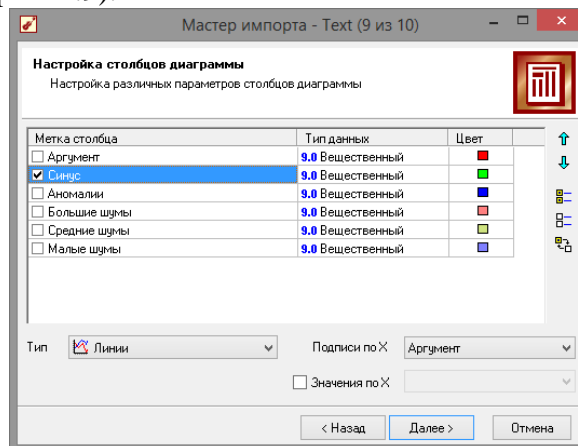 Мастер импорта - Text (9 из 10)
Настройка столбцов диаграммы
Настройка различных параметров столбцов диаграммы
Метка столбца Тип данных Цвет
Аргумент 9.0 Вещественный
Синус 9.0 Вещественный
Аномалии 9.0 Вещественный
Большие шумы 9.0 Вещественный
Средние шумы 9.0 Вещественный
Малые шумы 9.0 Вещественный
Тип Линии Подписи по X Аргумент
Значения по X
< Назад Далее > Отмена